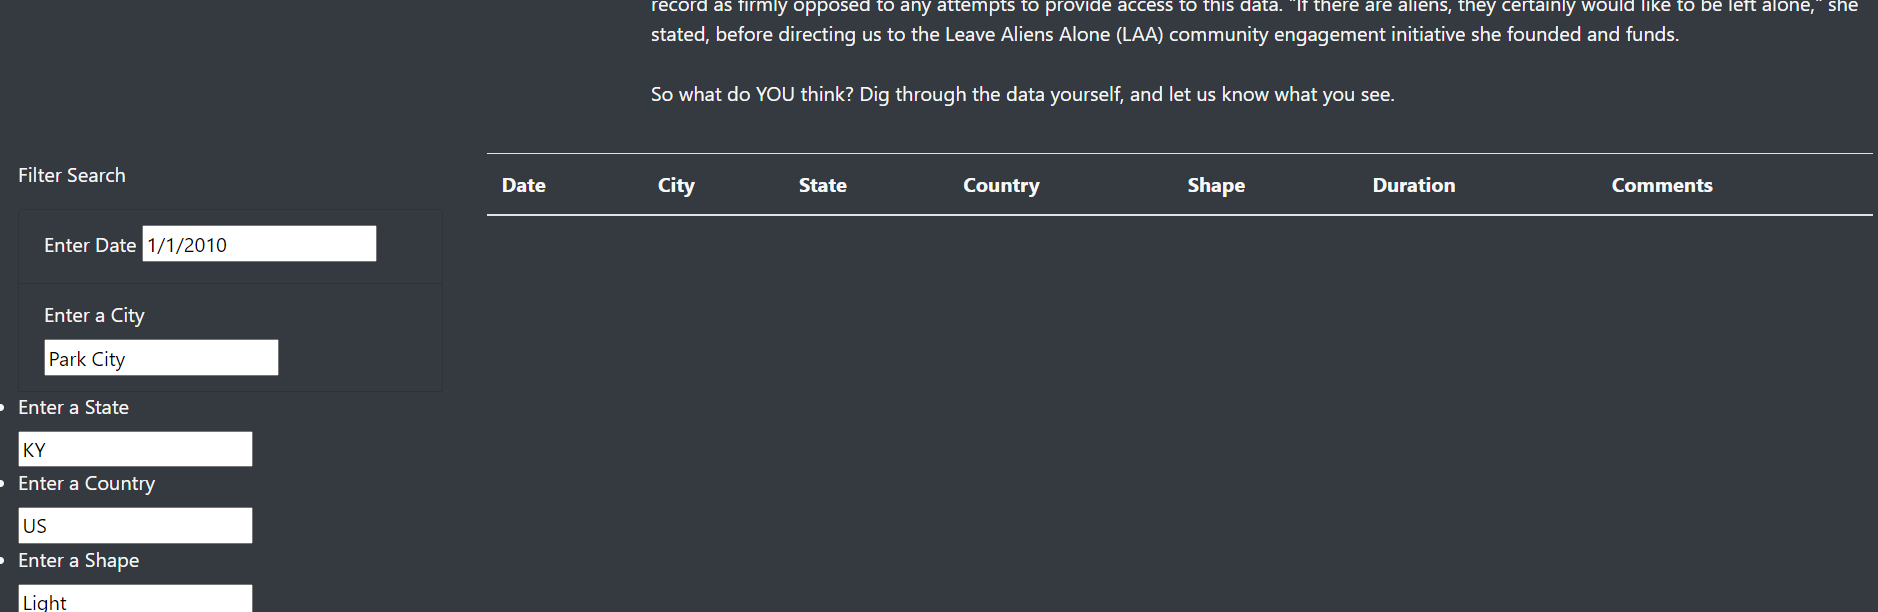 record as firmly opposed to any attempts to provide access to this data. "If there are aliens, they certainly would like to be left alone," she
stated, before directing us to the Leave Aliens Alone (LAA) community engagement initiative she founded and funds.
So what do YOU think? Dig through the data yourself, and let us know what you see.
Filter Search
Enter Date 1/1/2010
Enter a City
Park City
Enter a State
KY
Enter a Country
US
Enter a Shape
Light
Date City State Country Shape Duration Comments